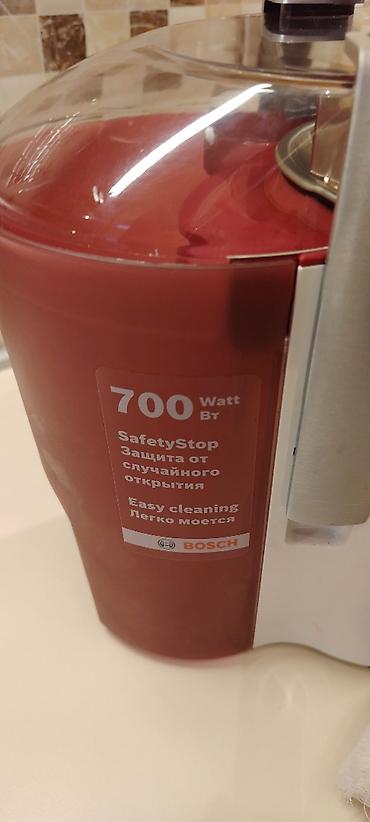 700 Watt
Вт
SafetyStop
Защита от
случайного
открытия
Easy cleaning
Легко моется
BOSCH